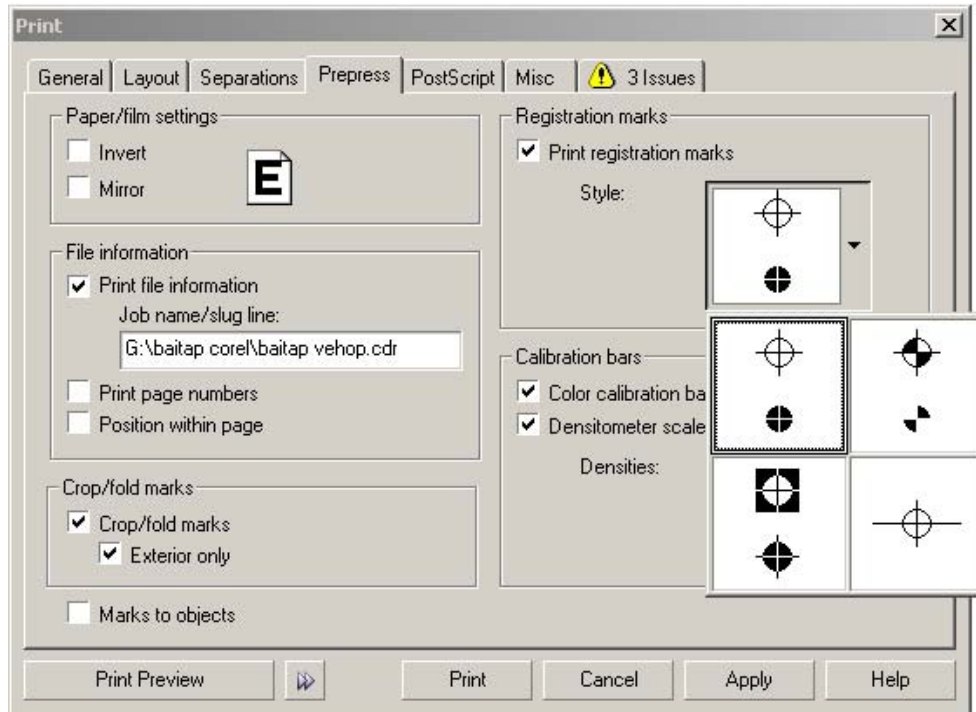 Print
General Layout Separations Prepress PostScript Misc 3 Issues
Paper/film settings
Invert
Mirror
E
File information
Print file information
Job name/slug line:
G:\baitap corel\baitap vehop.cdr
Print page numbers
Position within page
Crop/fold marks
Crop/fold marks
Exterior only
Marks to objects
Registration marks
Print registration marks
Style:
Calibration bars
Color calibration ba
Densitometer scale
Densities:
Print Preview Print Cancel Apply Help